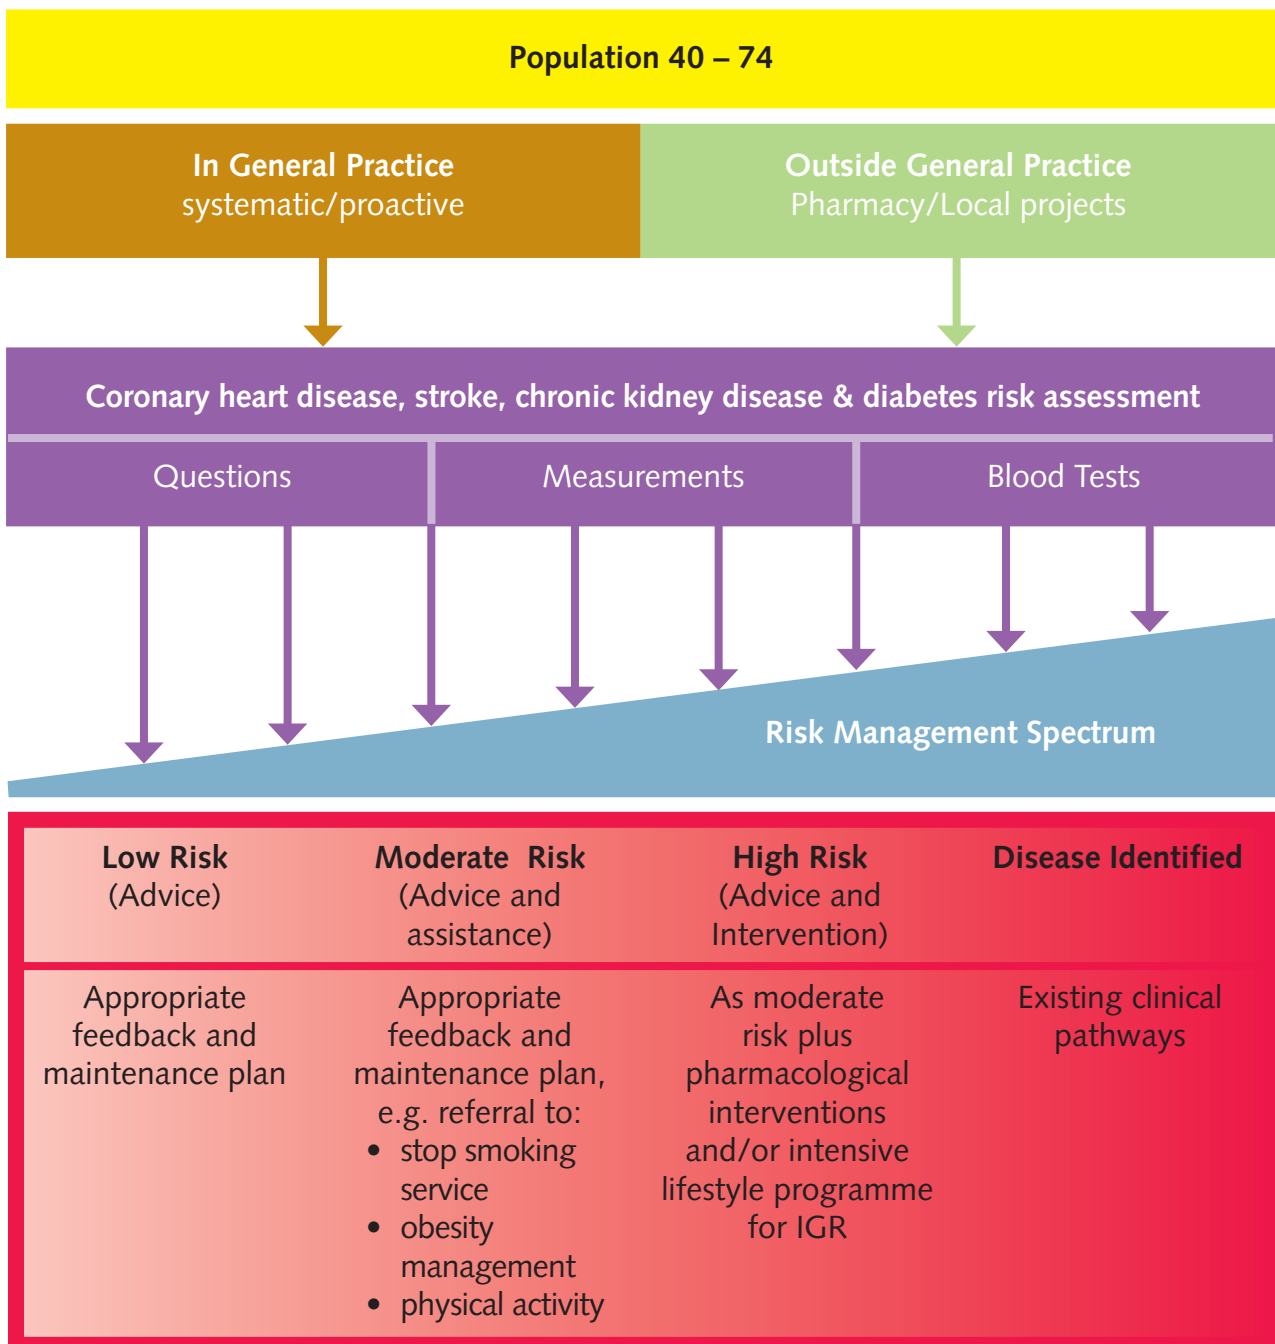 Population 40 – 74
In General Practice
systematic/proactive
Outside General Practice
Pharmacy/Local projects
Coronary heart disease, stroke, chronic kidney disease & diabetes risk assessment
Questions
Measurements
Blood Tests
Risk Management Spectrum
Low Risk
(Advice)
Moderate Risk
(Advice and
assistance)
High Risk
(Advice and
Intervention)
Disease Identified
Appropriate
feedback and
maintenance plan
Appropriate
feedback and
maintenance plan,
e.g. referral to:
• stop smoking
service
• obesity
management
• physical activity
As moderate
risk plus
pharmacological
interventions
and/or intensive
lifestyle programme
for IGR
Existing clinical
pathways